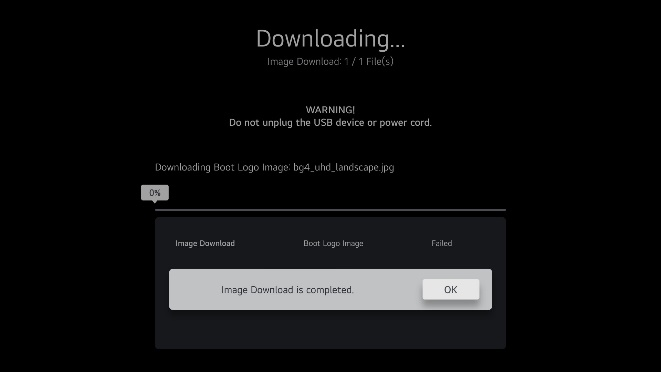 Downloading...
Image Download: 1 / 1 File(s)
WARNING!
Do not unplug the USB device or power cord.
Downloading Boot Logo Image: bg4_uhd_landscape.jpg
0%
Image Download Boot Logo Image Failed
Image Download is completed. OK